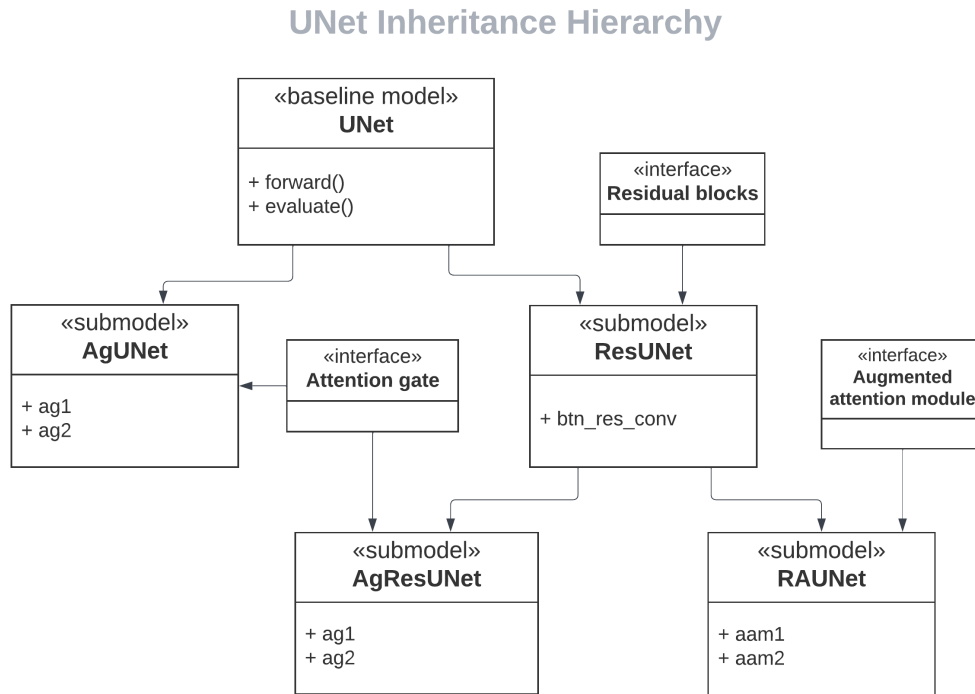 UNet Inheritance Hierarchy
«baseline model»
UNet
+ forward()
+ evaluate()
«interface»
Residual blocks
«submodel»
AgUNet
+ ag1
+ ag2
«interface»
Attention gate
«submodel»
ResUNet
+ btn_res_conv
«interface»
Augmented
attention module
«submodel»
AgResUNet
+ ag1
+ ag2
«submodel»
RAUNet
+ aam1
+ aam2